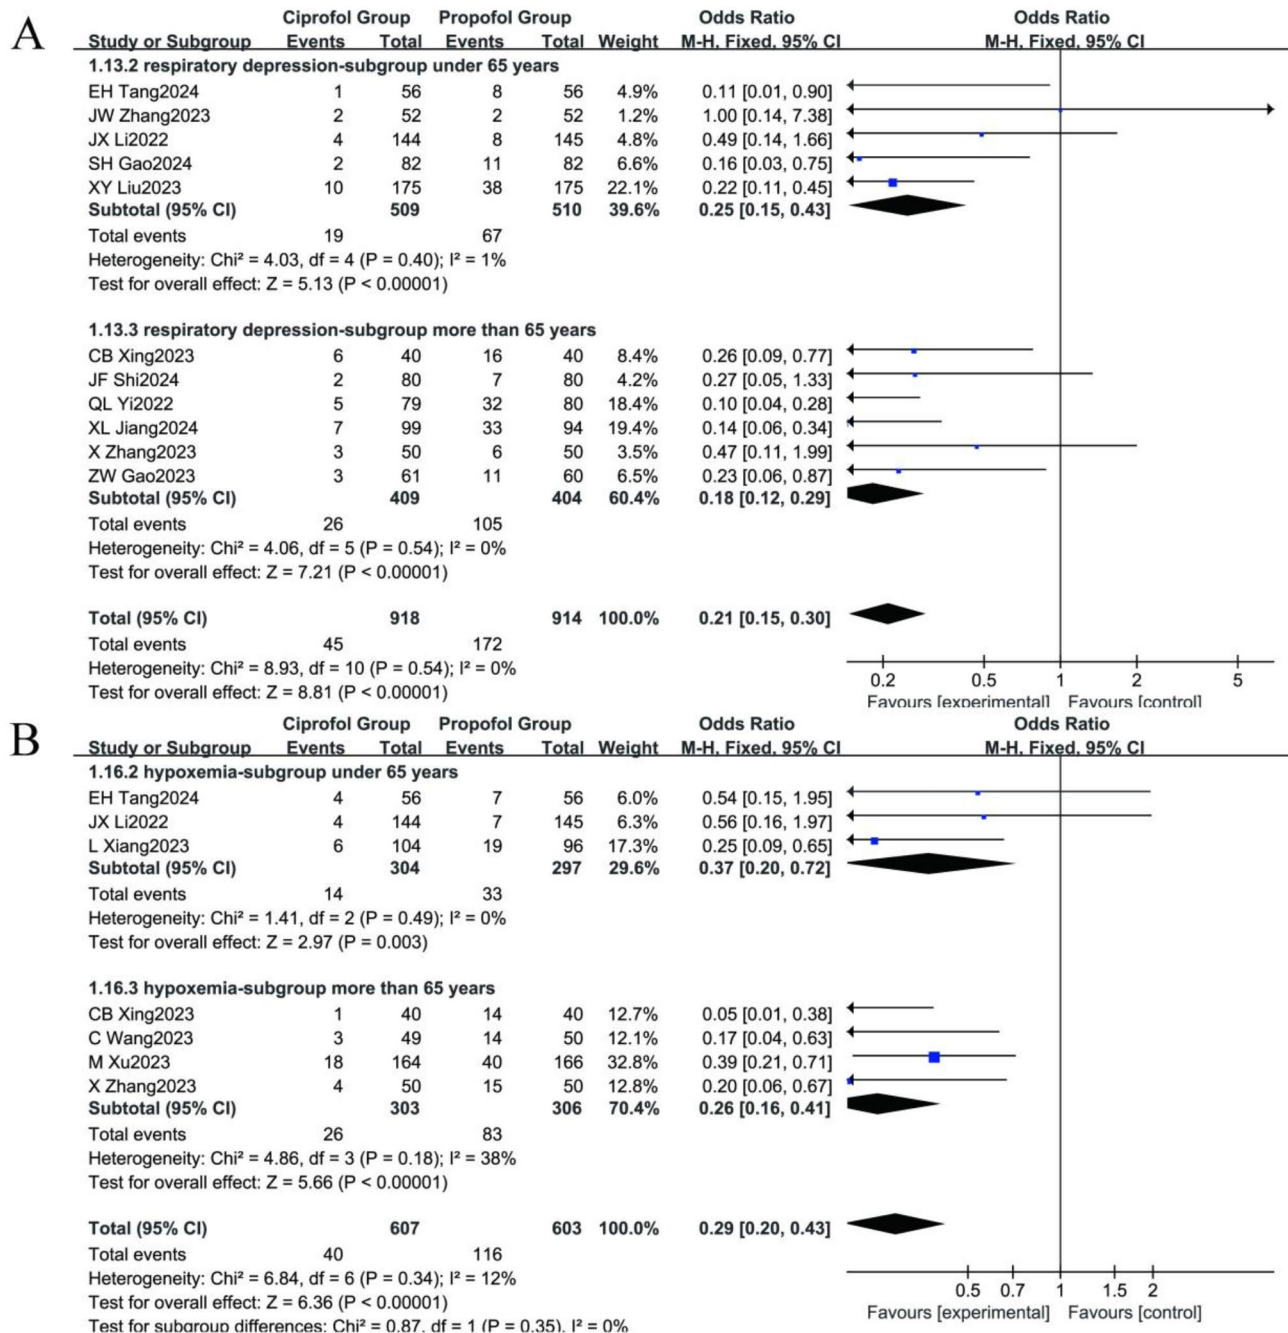 A
Ciprofol Group Propofol Group Odds Ratio Odds Ratio
Study or Subgroup Events Total Events Total Weight M-H, Fixed, 95% CI M-H, Fixed, 95% CI
1.13.2 respiratory depression-subgroup under 65 years
EH Tang2024 1 56 8 56 4.9% 0.11 [0.01, 0.90]
JW Zhang2023 2 52 2 52 1.2% 1.00 [0.14, 7.38]
JX Li2022 4 144 8 145 4.8% 0.49 [0.14, 1.66]
SH Gao2024 2 82 11 82 6.6% 0.16 [0.03, 0.75]
XY Liu2023 10 175 38 175 22.1% 0.22 [0.11, 0.45]
Subtotal (95% CI) 509 510 39.6% 0.25 [0.15, 0.43]
Total events 19 67
Heterogeneity: Chi² = 4.03, df = 4 (P = 0.40); I² = 1%
Test for overall effect: Z = 5.13 (P < 0.00001)
1.13.3 respiratory depression-subgroup more than 65 years
CB Xing2023 6 40 16 40 8.4% 0.26 [0.09, 0.77]
JF Shi2024 2 80 7 80 4.2% 0.27 [0.05, 1.33]
QL Yi2022 5 79 32 80 18.4% 0.10 [0.04, 0.28]
XL Jiang2024 7 99 33 94 19.4% 0.14 [0.06, 0.34]
X Zhang2023 3 50 6 50 3.5% 0.47 [0.11, 1.99]
ZW Gao2023 3 61 11 60 6.5% 0.23 [0.06, 0.87]
Subtotal (95% CI) 409 404 60.4% 0.18 [0.12, 0.29]
Total events 26 105
Heterogeneity: Chi² = 4.06, df = 5 (P = 0.54); I² = 0%
Test for overall effect: Z = 7.21 (P < 0.00001)
Total (95% CI) 918 914 100.0% 0.21 [0.15, 0.30]
Total events 45 172
Heterogeneity: Chi² = 8.93, df = 10 (P = 0.54); I² = 0%
Test for overall effect: Z = 8.81 (P < 0.00001)
0.2 0.5 1 2 5
Favours [experimental] Favours [control]
B
Ciprofol Group Propofol Group Odds Ratio Odds Ratio
Study or Subgroup Events Total Events Total Weight M-H, Fixed, 95% CI M-H, Fixed, 95% CI
1.16.2 hypoxemia-subgroup under 65 years
EH Tang2024 4 56 7 56 6.0% 0.54 [0.15, 1.95]
JX Li2022 4 144 7 145 6.3% 0.56 [0.16, 1.97]
L Xiang2023 6 104 19 96 17.3% 0.25 [0.09, 0.65]
Subtotal (95% CI) 304 297 29.6% 0.37 [0.20, 0.72]
Total events 14 33
Heterogeneity: Chi² = 1.41, df = 2 (P = 0.49); I² = 0%
Test for overall effect: Z = 2.97 (P = 0.003)
1.16.3 hypoxemia-subgroup more than 65 years
CB Xing2023 1 40 14 40 12.7% 0.05 [0.01, 0.38]
C Wang2023 3 49 14 50 12.1% 0.17 [0.04, 0.63]
M Xu2023 18 164 40 166 32.8% 0.39 [0.21, 0.71]
X Zhang2023 4 50 15 50 12.8% 0.20 [0.06, 0.67]
Subtotal (95% CI) 303 306 70.4% 0.26 [0.16, 0.41]
Total events 26 83
Heterogeneity: Chi² = 4.86, df = 3 (P = 0.18); I² = 38%
Test for overall effect: Z = 5.66 (P < 0.00001)
Total (95% CI) 607 603 100.0% 0.29 [0.20, 0.43]
Total events 40 116
Heterogeneity: Chi² = 6.84, df = 6 (P = 0.34); I² = 12%
Test for overall effect: Z = 6.36 (P < 0.00001)
Test for subgroup differences: Chi² = 0.87, df = 1 (P = 0.35), I² = 0%
0.5 0.7 1 1.5 2
Favours [experimental] Favours [control]